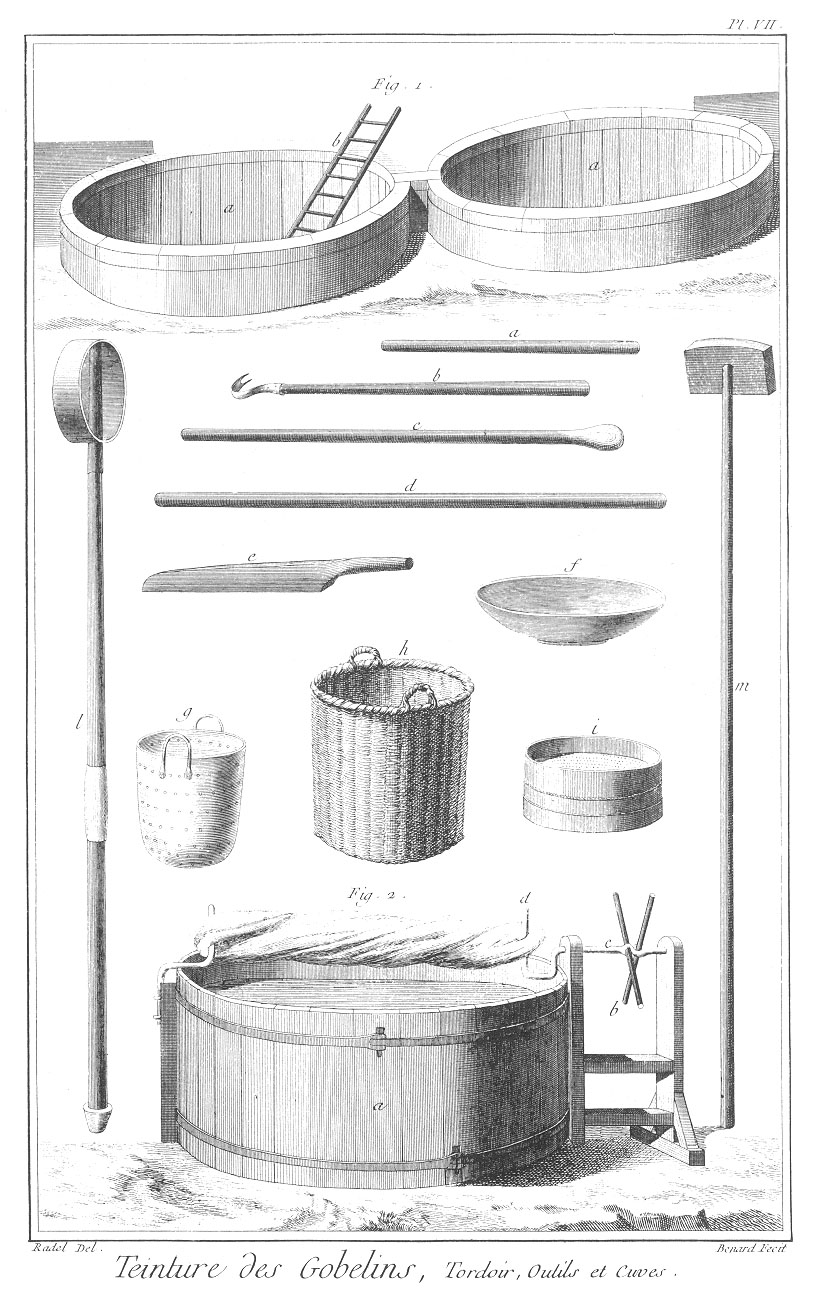 Pl. VII.
Fig. 1.
b
a
a
a
b
c
d
e
f
h
g
i
l
m
Fig. 2.
d
c
b
a
Radel Del.
Benard Fecit
Teinture des Gobelins, Tordoir, Outils et Cuves.